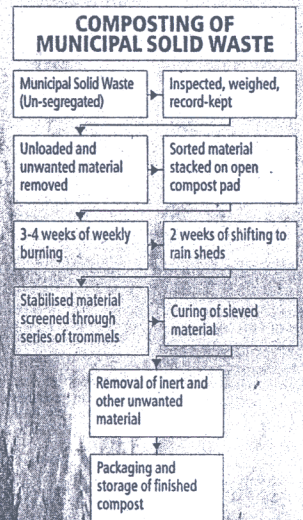 COMPOSTING OF
MUNICIPAL SOLID WASTE
Municipal Solid Waste
(Un-segregated)
Inspected, weighed,
record-kept
Unloaded and
unwanted material
removed
Sorted material
stacked on open
compost pad
3-4 weeks of weekly
burning
2 weeks of shifting to
rain sheds
Stabilised material
screened through
series of trommels
Curing of sieved
material
Removal of inert and
other unwanted
material
Packaging and
storage of finished
compost